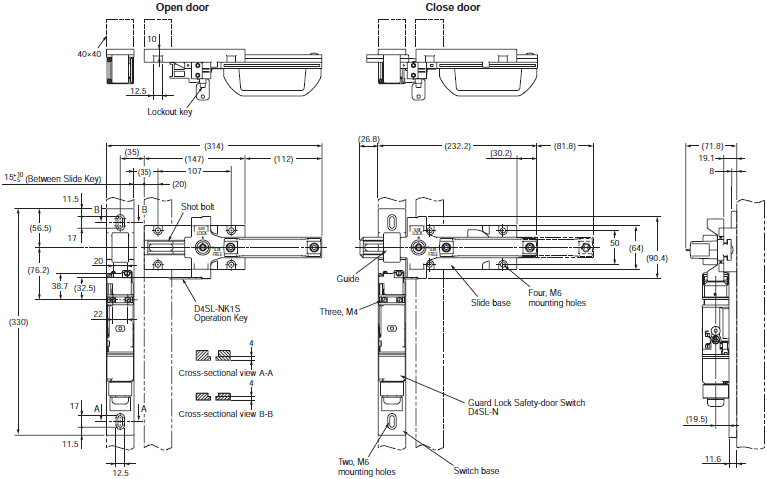 Open door
Close door
10
40×40
12.5
Lockout key
(314)
(35)
(147)
(112)
(35)
107
(20)
(Between Slide Key)
11.5
B
B
Shot bolt
(56.5)
17
SLIDE LOCK
SLIDE FREE
20
(76.2)
38.7
(32.5)
22
(330)
D4SL-NK1S
Operation Key
4
Cross-sectional view A-A
4
Cross-sectional view B-B
17
A
A
11.5
12.5
(26.8)
(232.2)
(81.8)
(30.2)
50
(64)
(90.4)
Guide
Slide base
Four, M6
mounting holes
Three, M4
Guard Lock Safety-door Switch
D4SL-N
Two, M6
mounting holes
Switch base
(71.8)
19.1
8
(19.5)
11.6